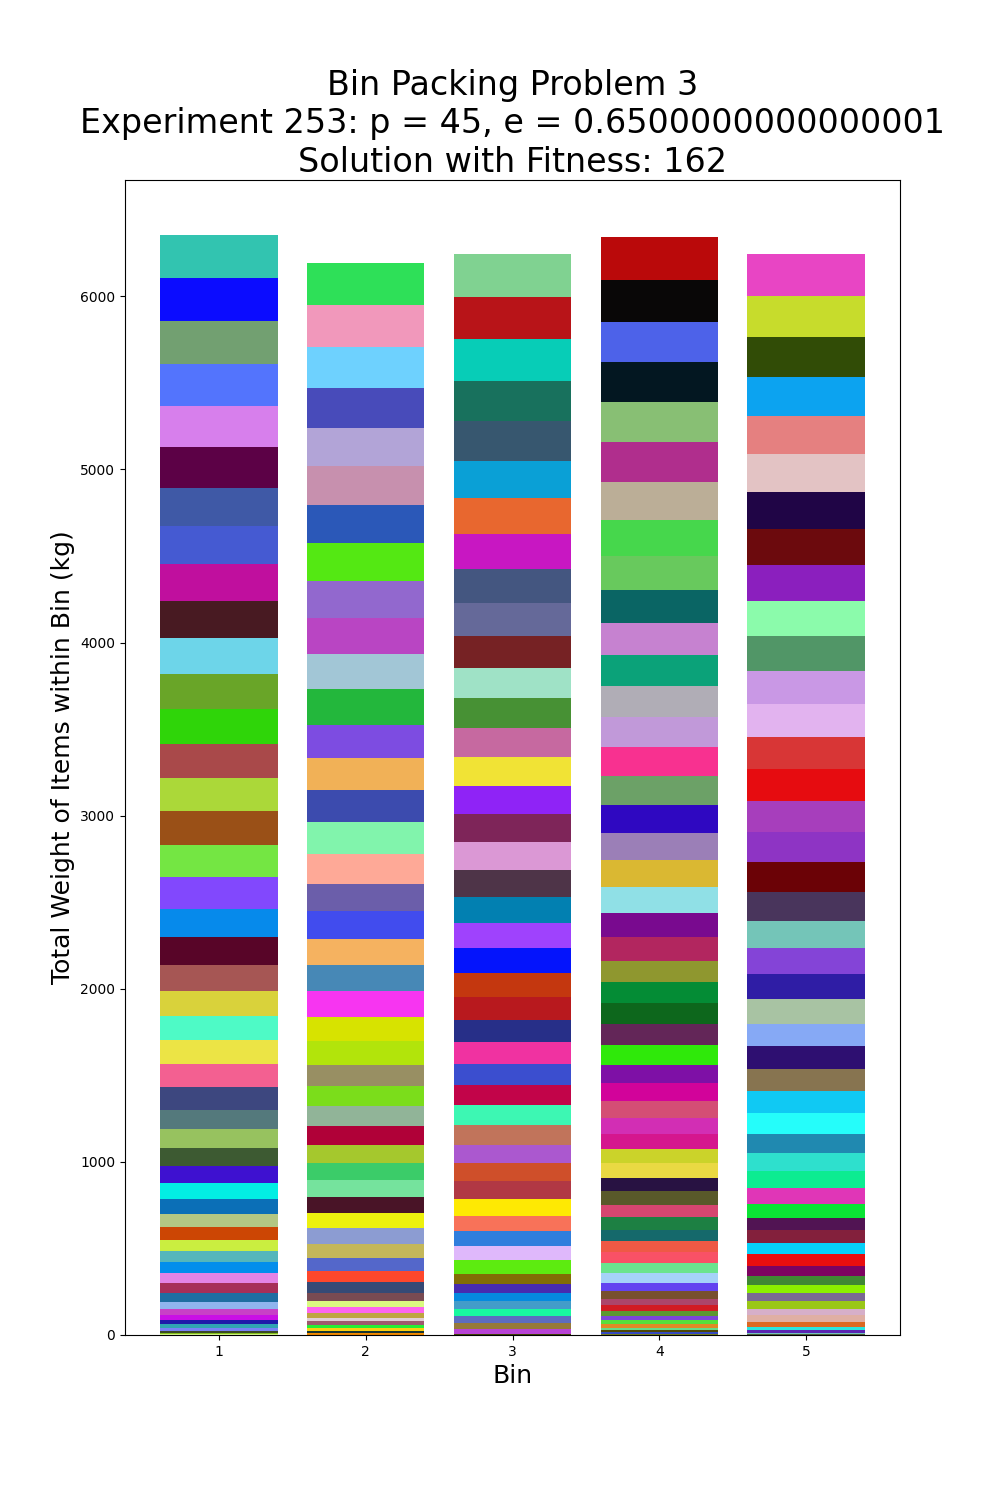 Bin Packing Problem 3
Experiment 253: p = 45, e = 0.6500000000000001
Solution with Fitness: 162
Total Weight of Items within Bin (kg)
6000
5000
4000
3000
2000
1000
0
1 2 3 4 5
Bin